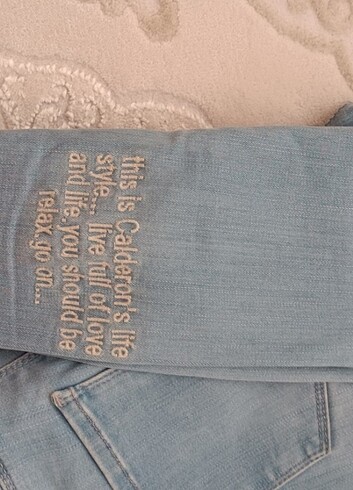 this is Calderon's life
style... live full of love
and life. you should be
relax go on...